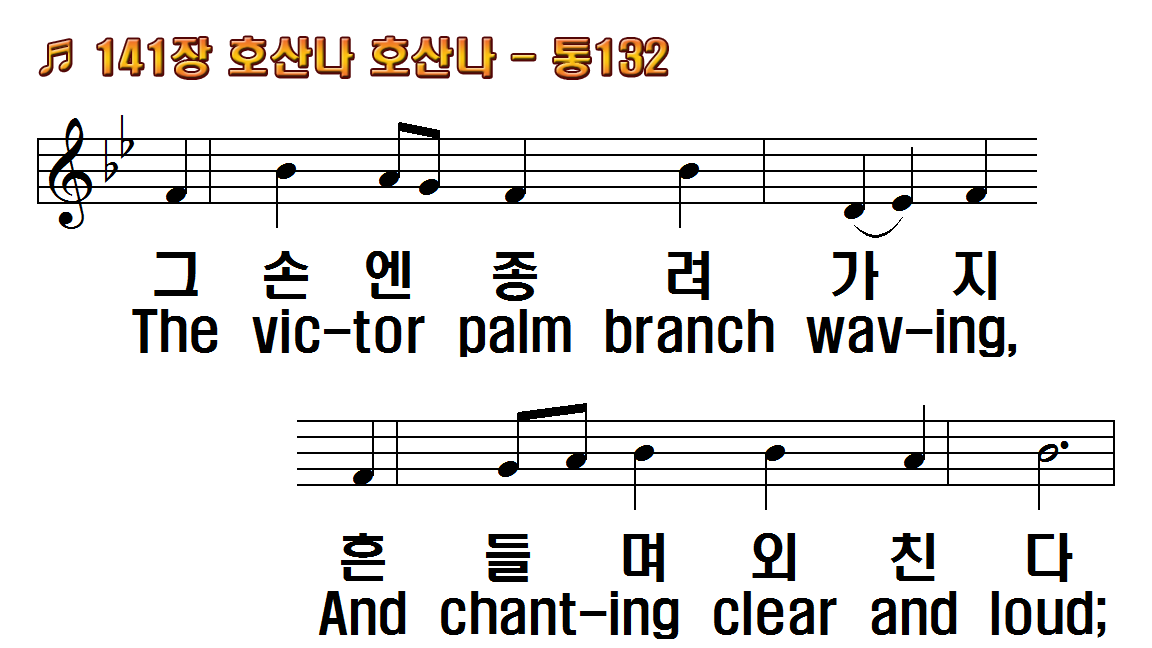 ♬ 141장 호산나 호산나 - 통132
그 손 엔 종 려 가 지
The vic-tor palm branch wav-ing,
흔 들 며 외 친 다
And chant-ing clear and loud;